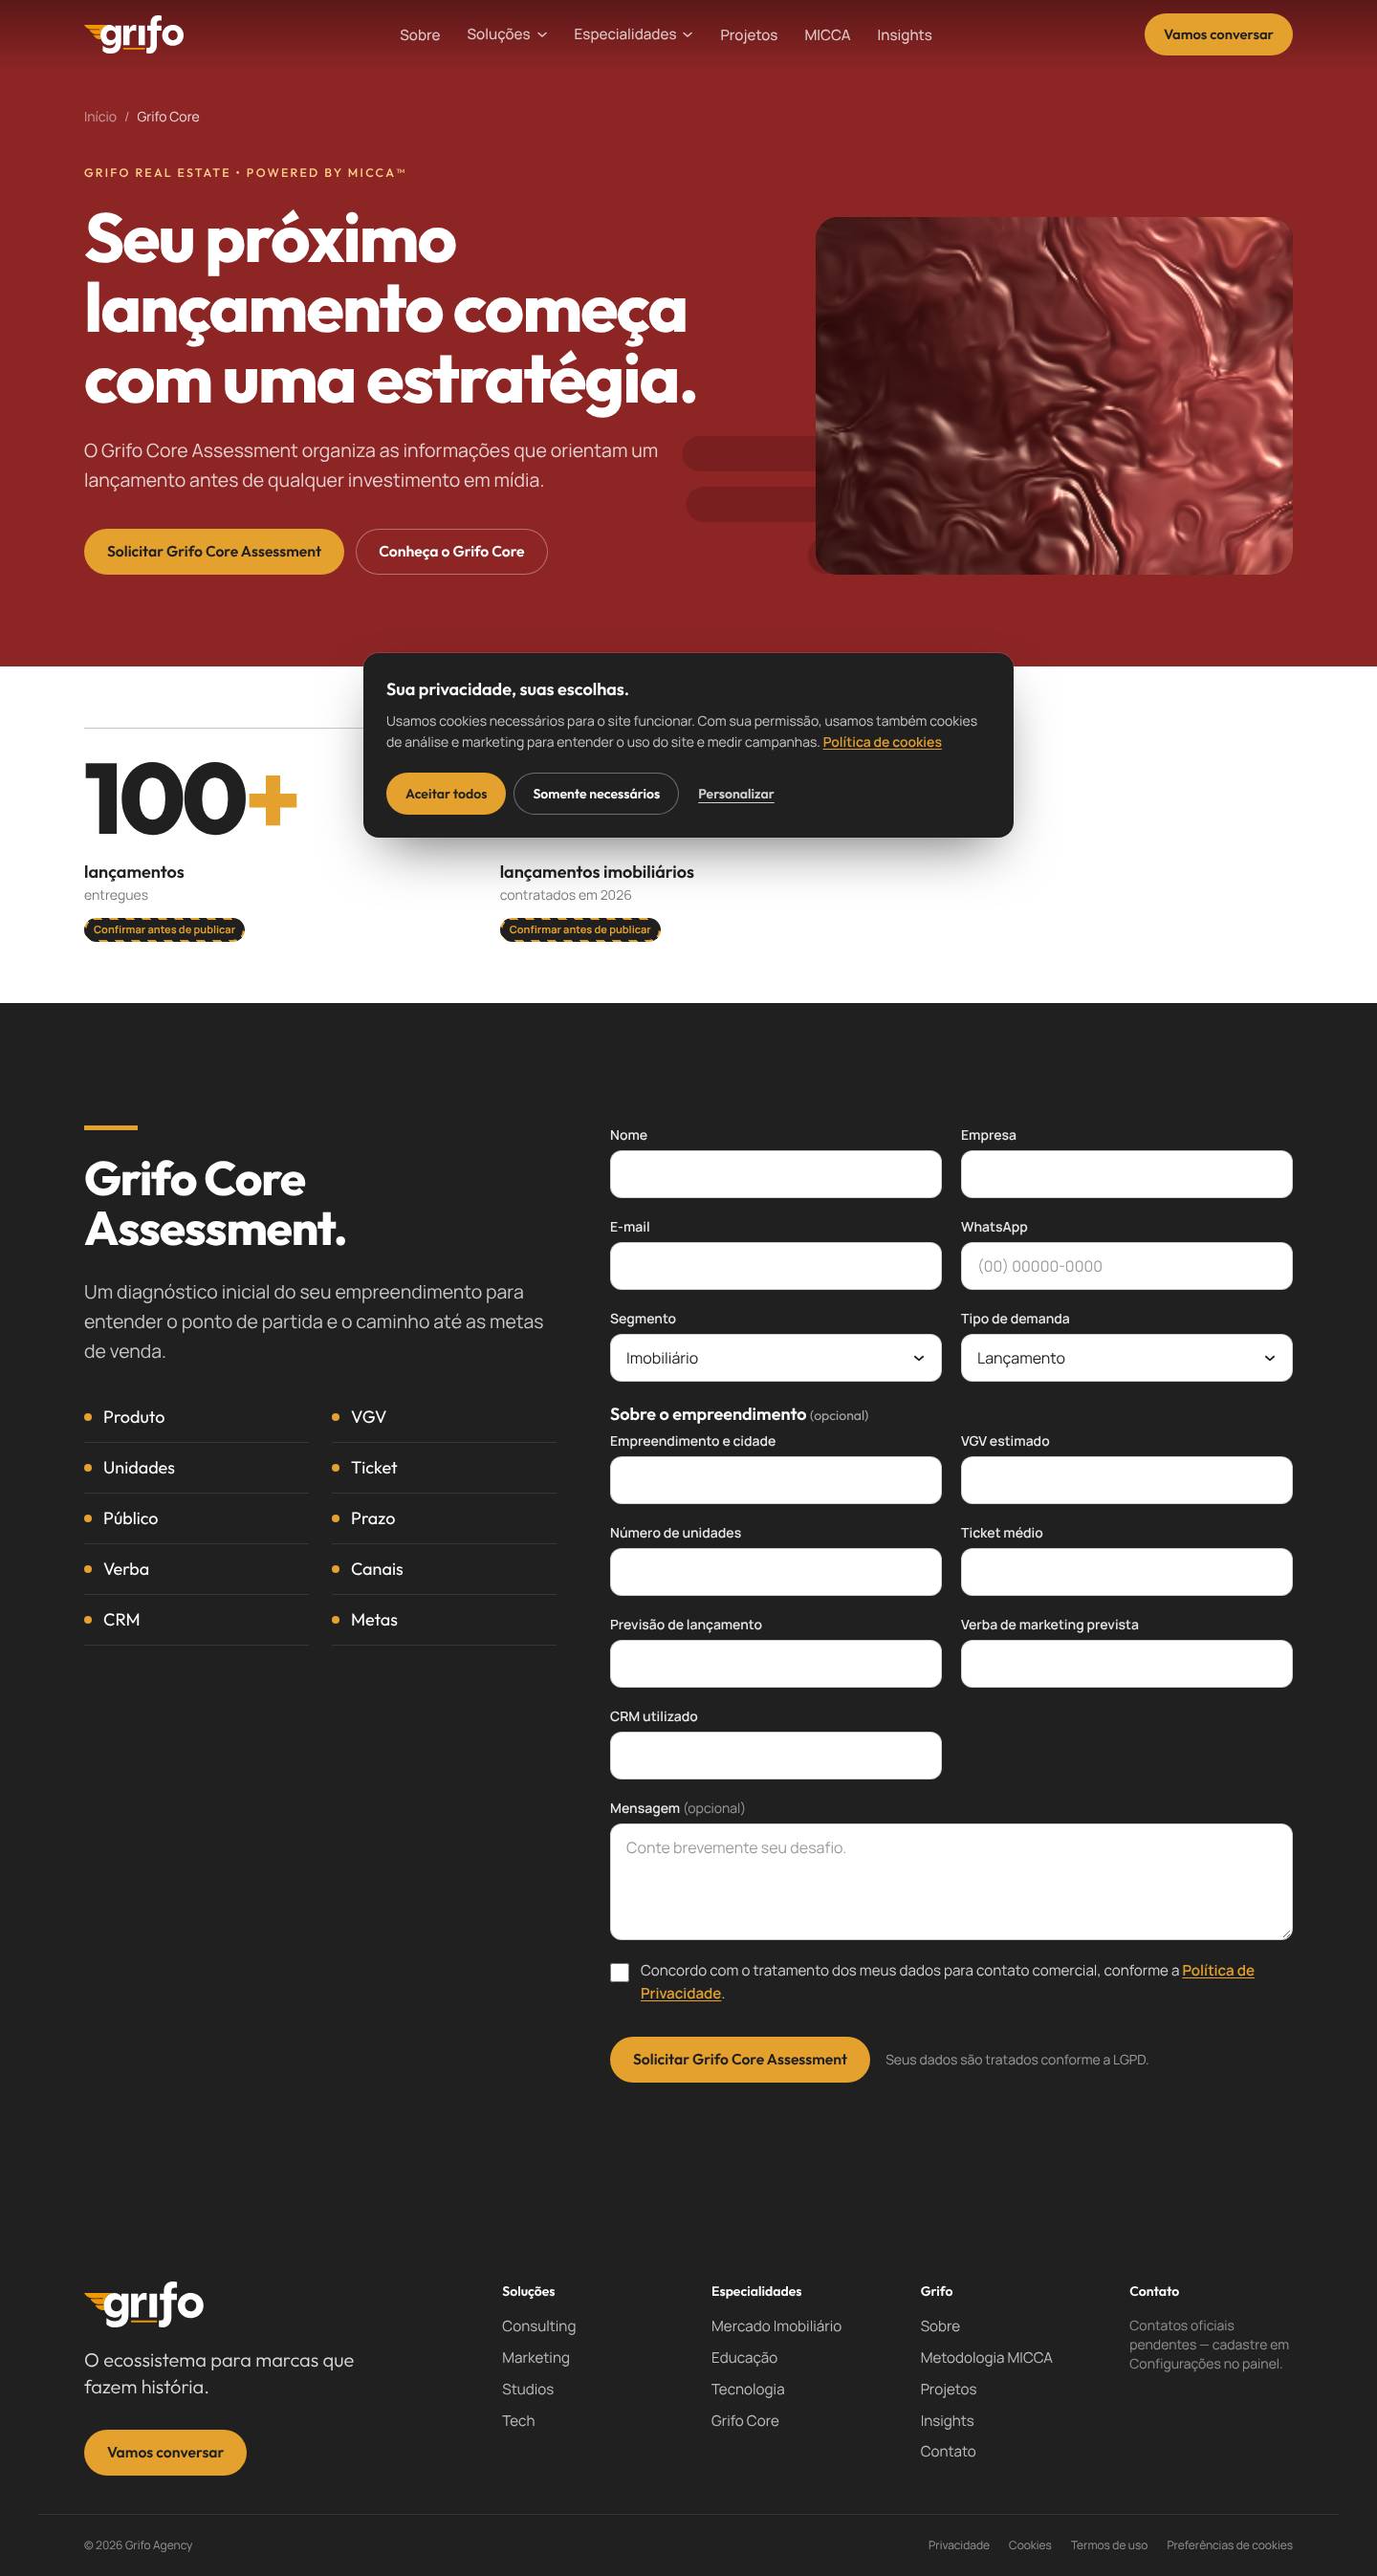 grifo
Sobre
Soluções
Especialidades
Projetos
MICCA
Insights
Vamos conversar
Início / Grifo Core
GRIFO REAL ESTATE • POWERED BY MICCA™
Seu próximo
lançamento começa
com uma estratégia.
O Grifo Core Assessment organiza as informações que orientam um
lançamento antes de qualquer investimento em mídia.
Solicitar Grifo Core Assessment
Conheça o Grifo Core
Sua privacidade, suas escolhas.
Usamos cookies necessários para o site funcionar. Com sua permissão, usamos também cookies
de análise e marketing para entender o uso do site e medir campanhas. Política de cookies
Aceitar todos
Somente necessários
Personalizar
100+
lançamentos
entregues
Confirmar antes de publicar
lançamentos imobiliários
contratados em 2026
Confirmar antes de publicar
Grifo Core
Assessment.
Um diagnóstico inicial do seu empreendimento para
entender o ponto de partida e o caminho até as metas
de venda.
Produto
VGV
Unidades
Ticket
Público
Prazo
Verba
Canais
CRM
Metas
Nome
Empresa
E-mail
WhatsApp
(00) 00000-0000
Segmento
Tipo de demanda
Imobiliário
Lançamento
Sobre o empreendimento (opcional)
Empreendimento e cidade
VGV estimado
Número de unidades
Ticket médio
Previsão de lançamento
Verba de marketing prevista
CRM utilizado
Mensagem (opcional)
Conte brevemente seu desafio.
Concordo com o tratamento dos meus dados para contato comercial, conforme a Política de
Privacidade.
Solicitar Grifo Core Assessment
Seus dados são tratados conforme a LGPD.
grifo
O ecossistema para marcas que
fazem história.
Vamos conversar
Soluções
Consulting
Marketing
Studios
Tech
Especialidades
Mercado Imobiliário
Educação
Tecnologia
Grifo Core
Grifo
Sobre
Metodologia MICCA
Projetos
Insights
Contato
Contato
Contatos oficiais
pendentes — cadastre em
Configurações no painel.
© 2026 Grifo Agency
Privacidade
Cookies
Termos de uso
Preferências de cookies